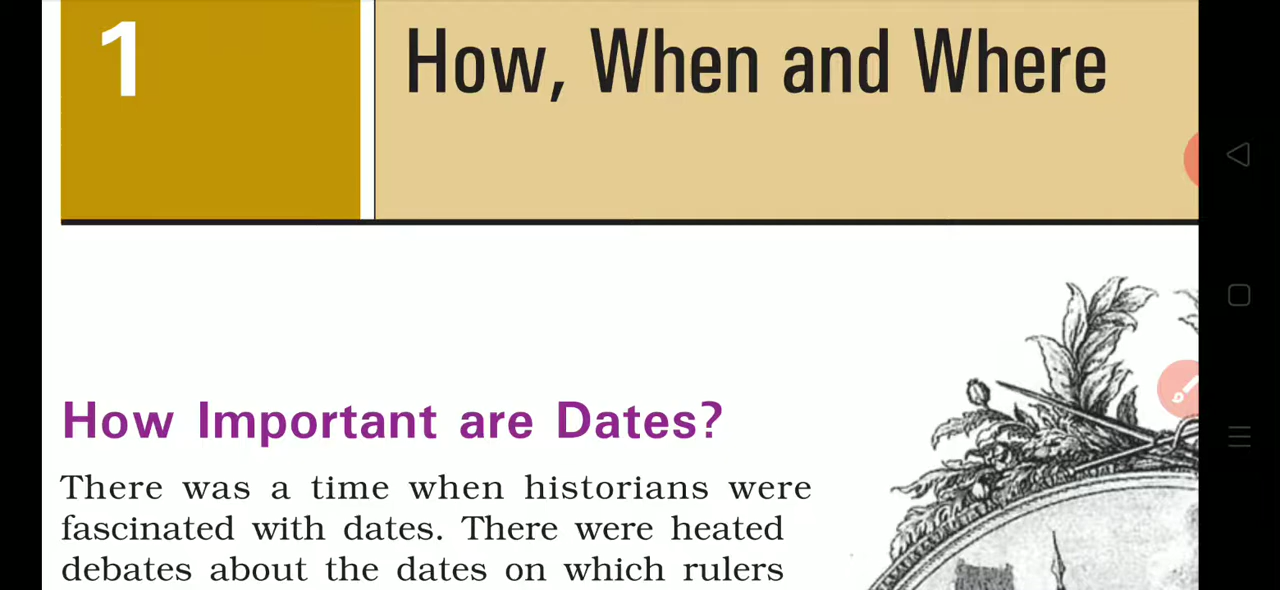 1
How, When and Where
How Important are Dates?
There was a time when historians were
fascinated with dates. There were heated
debates about the dates on which rulers